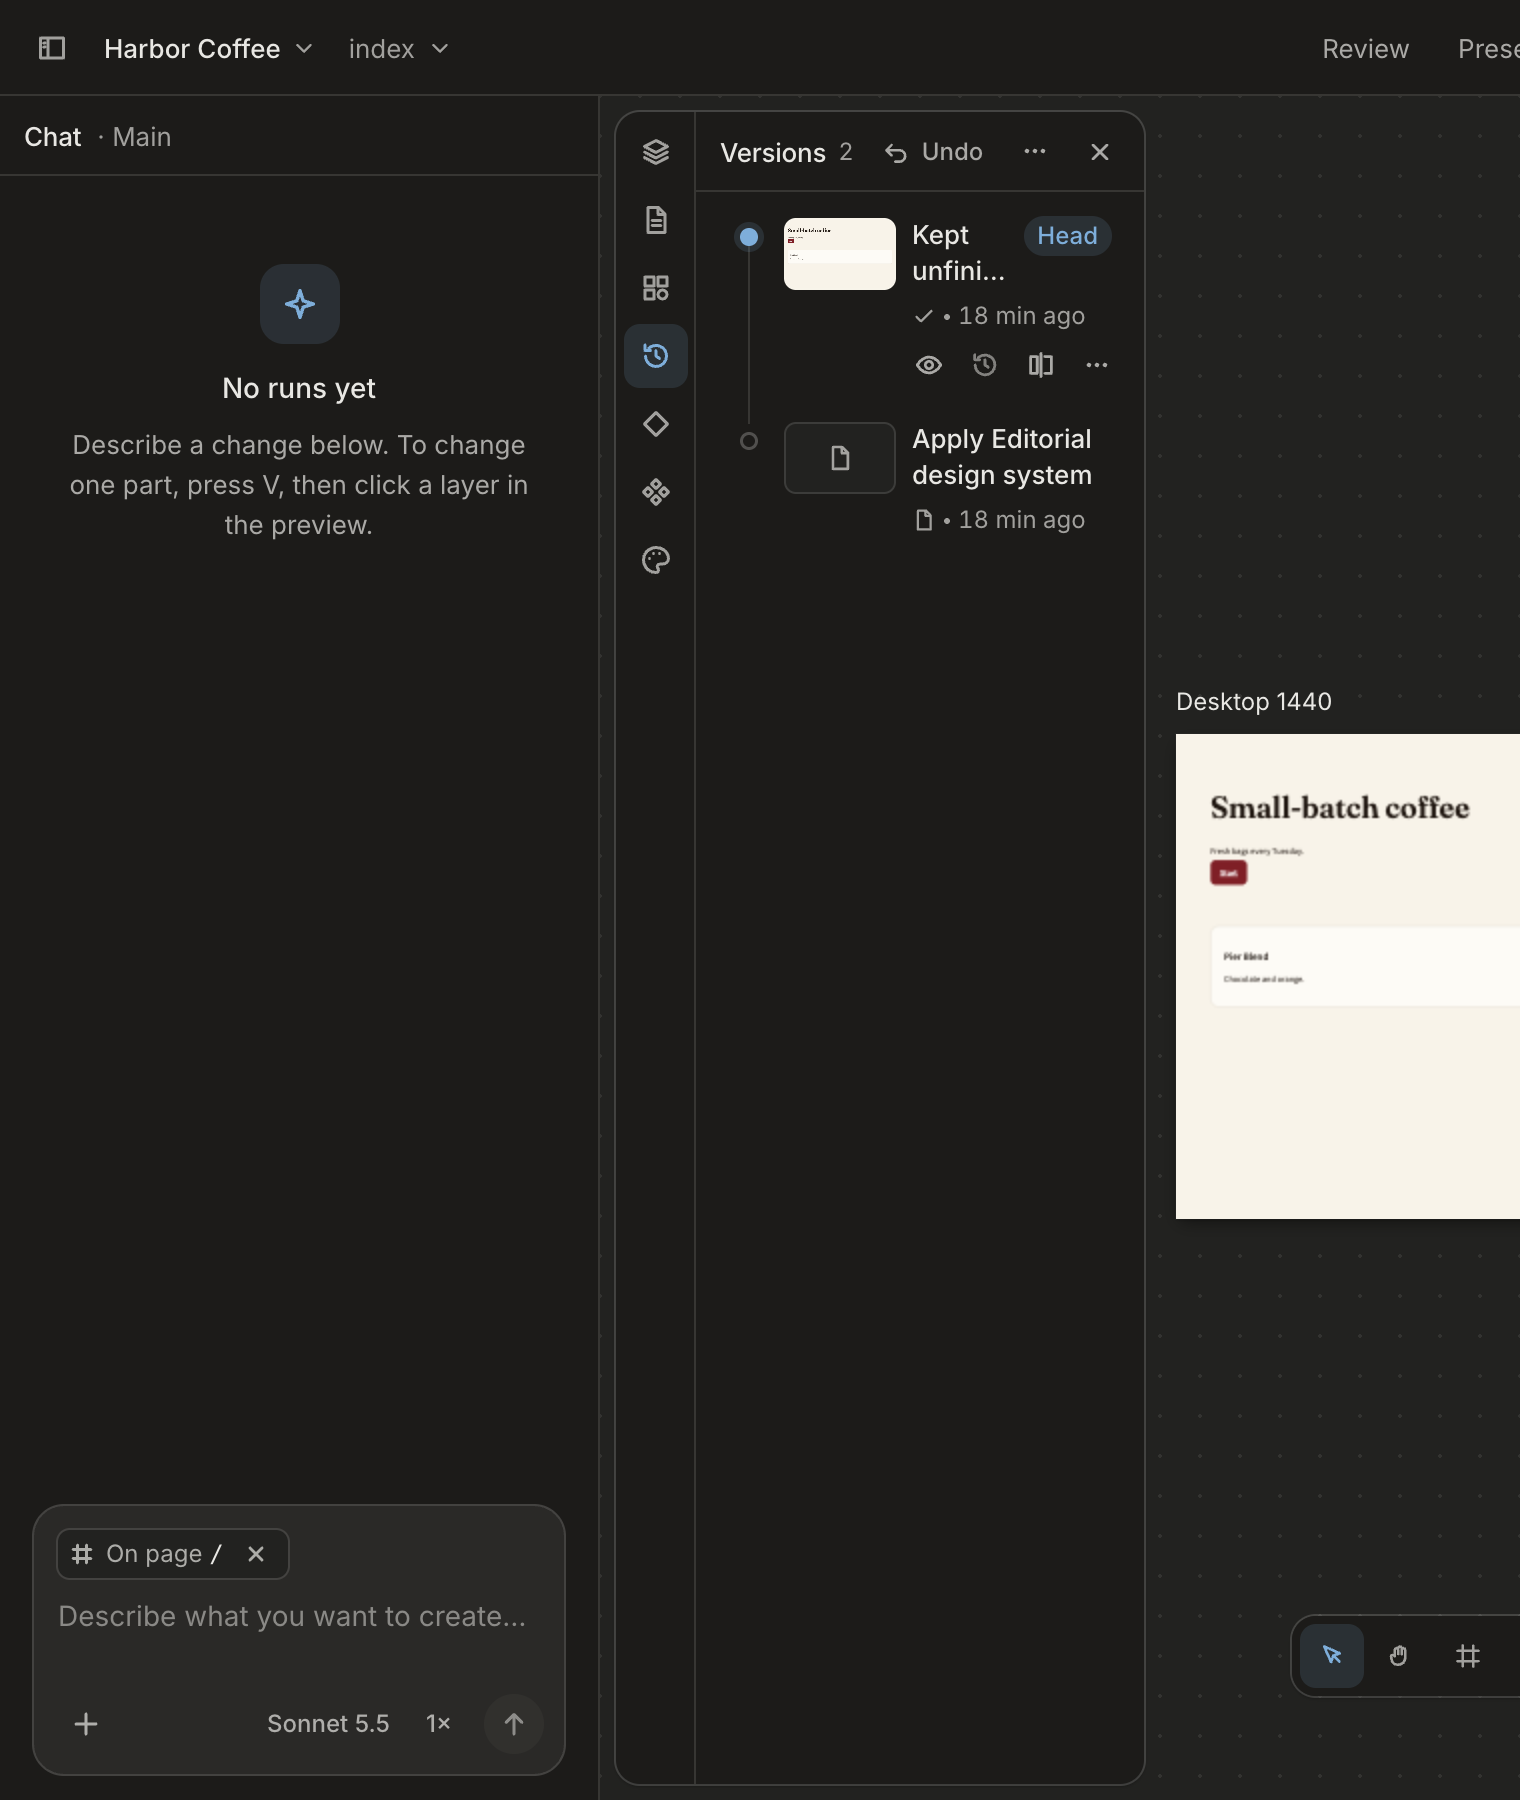 Harbor Coffee
index
Review
Prese
Chat · Main
Versions 2
Undo
Kept unfini...
Head
• 18 min ago
Apply Editorial
design system
• 18 min ago
No runs yet
Describe a change below. To change
one part, press V, then click a layer in
the preview.
Desktop 1440
Small-batch coffee
Fresh bags every Tuesday.
Start
Pier Blend
Chocolate and orange.
On page /
Describe what you want to create...
Sonnet 5.5
1×